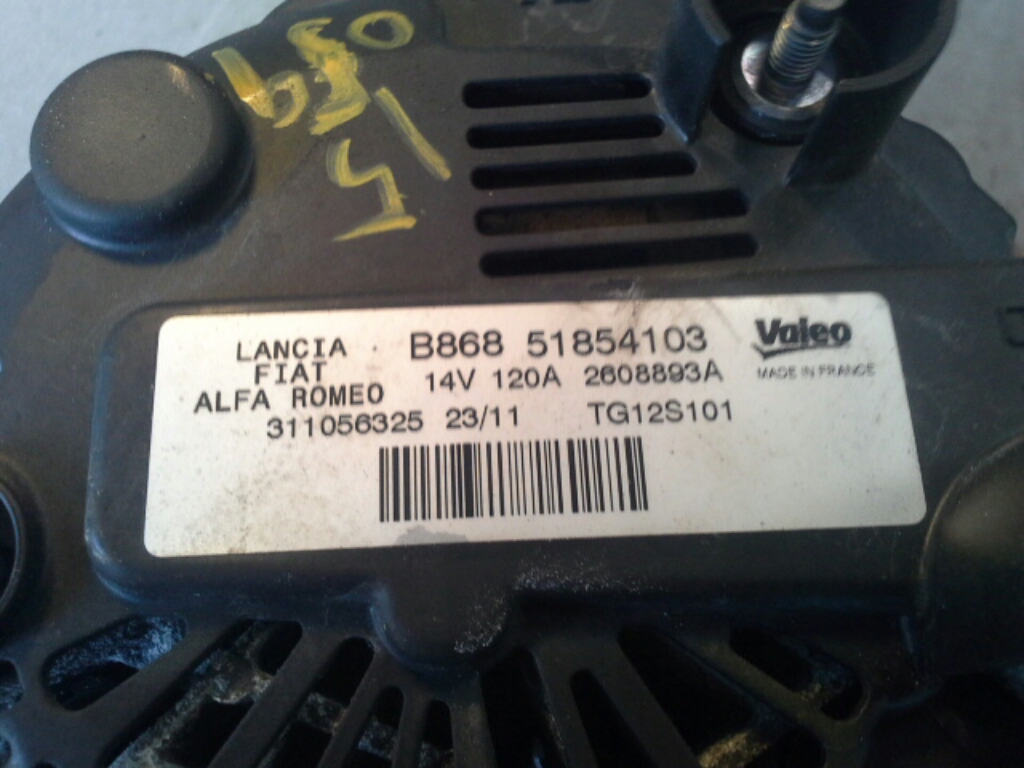 LANCIA B868 51854103 Valeo
FIAT 14V 120A 2608893A MADE IN FRANCE
ALFA ROMEO
311056325 23/11 TG12S101